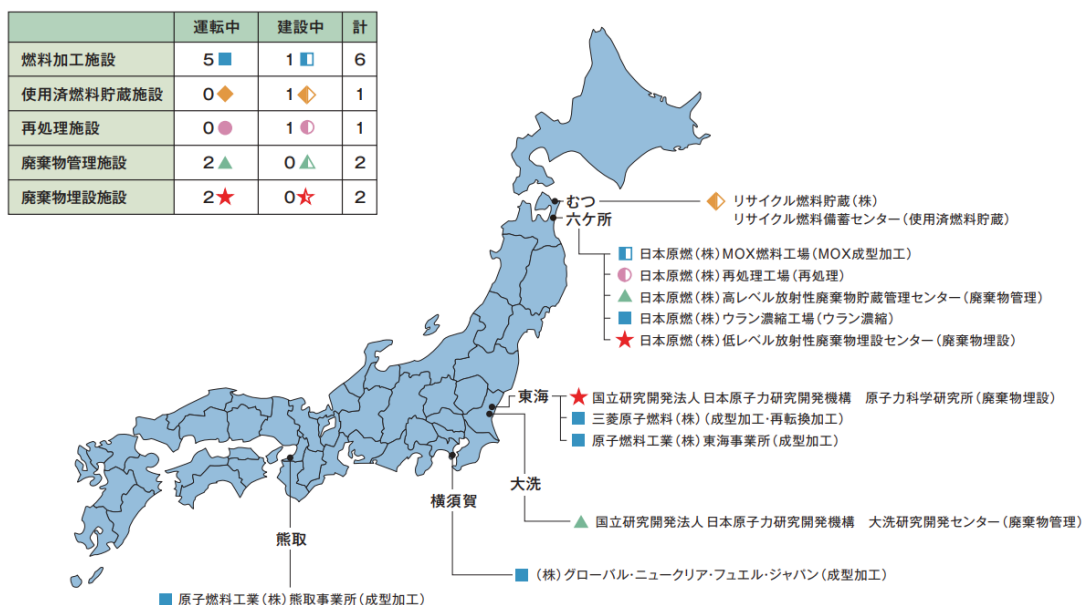 運転中 建設中 計
燃料加工施設 5■ 1◧ 6
使用済燃料貯蔵施設 0◆ 1⬖ 1
再処理施設 0● 1◐ 1
廃棄物管理施設 2▲ 0◮ 2
廃棄物埋設施設 2★ 0★ 2
むつ
リサイクル燃料貯蔵(株)
リサイクル燃料備蓄センター(使用済燃料貯蔵)
六ケ所
日本原燃(株)MOX燃料工場(MOX成型加工)
日本原燃(株)再処理工場(再処理)
日本原燃(株)高レベル放射性廃棄物貯蔵管理センター(廃棄物管理)
日本原燃(株)ウラン濃縮工場(ウラン濃縮)
日本原燃(株)低レベル放射性廃棄物埋設センター(廃棄物埋設)
東海
国立研究開発法人日本原子力研究開発機構 原子力科学研究所(廃棄物埋設)
三菱原子燃料(株)(成型加工・再転換加工)
原子燃料工業(株)東海事業所(成型加工)
大洗
国立研究開発法人日本原子力研究開発機構 大洗研究開発センター(廃棄物管理)
横須賀
(株)グローバル・ニュークリア・フュエル・ジャパン(成型加工)
熊取
原子燃料工業(株)熊取事業所(成型加工)